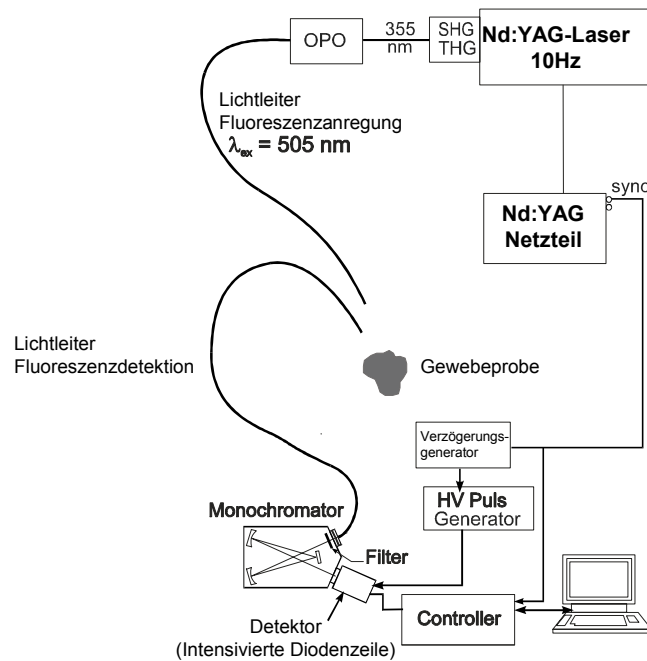 OPO
355
nm
SHG
THG
Nd:YAG-Laser
10Hz
Lichtleiter
Fluoreszenzanregung
λex = 505 nm
sync
Nd:YAG
Netzteil
Lichtleiter
Fluoreszenzdetektion
Gewebeprobe
Verzögerungs-
generator
HV Puls
Generator
Monochromator
Filter
Detektor
(Intensivierte Diodenzeile)
Controller